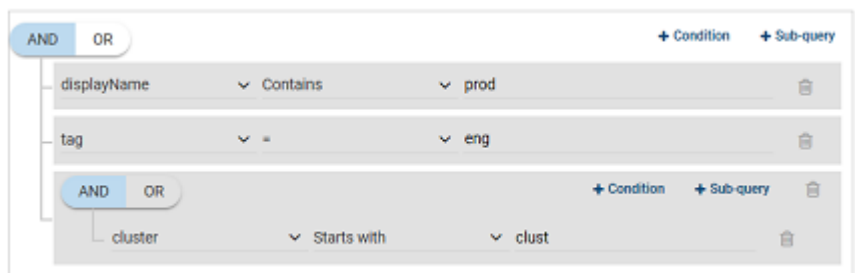 AND OR + Condition + Sub-query
displayName Contains prod
tag = eng
AND OR + Condition + Sub-query
cluster Starts with clust